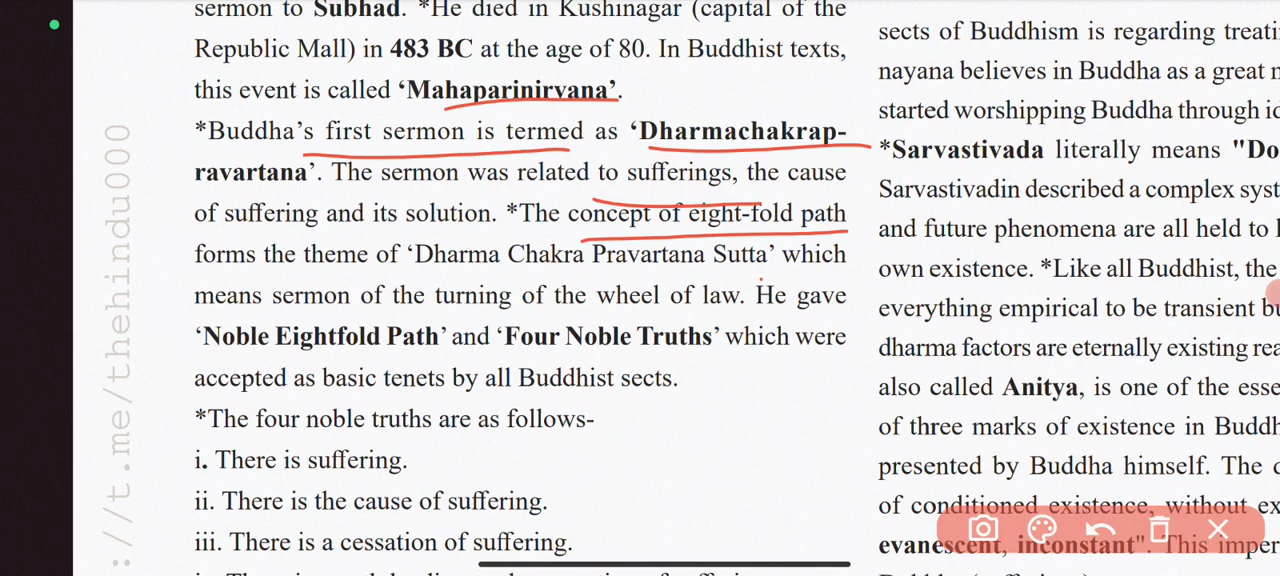 sermon to Subhad. *He died in Kushinagar (capital of the
Republic Mall) in 483 BC at the age of 80. In Buddhist texts,
this event is called ‘Mahaparinirvana’.
*Buddha’s first sermon is termed as ‘Dharmachakrap-
ravartana’. The sermon was related to sufferings, the cause
of suffering and its solution. *The concept of eight-fold path
forms the theme of ‘Dharma Chakra Pravartana Sutta’ which
means sermon of the turning of the wheel of law. He gave
‘Noble Eightfold Path’ and ‘Four Noble Truths’ which were
accepted as basic tenets by all Buddhist sects.
*The four noble truths are as follows-
i. There is suffering.
ii. There is the cause of suffering.
iii. There is a cessation of suffering.
sects of Buddhism is regarding
nayana believes in Buddha as a great
started worshipping Buddha through
*Sarvastivada literally means
Sarvastivadin described a complex
and future phenomena are all held to
own existence. *Like all Buddhist, the
everything empirical to be transient
dharma factors are eternally existing
also called Anitya, is one of the
of three marks of existence in
presented by Buddha himself. The
of conditioned existence, without
evanescent, inconstant". This
://t.me/thehindu000